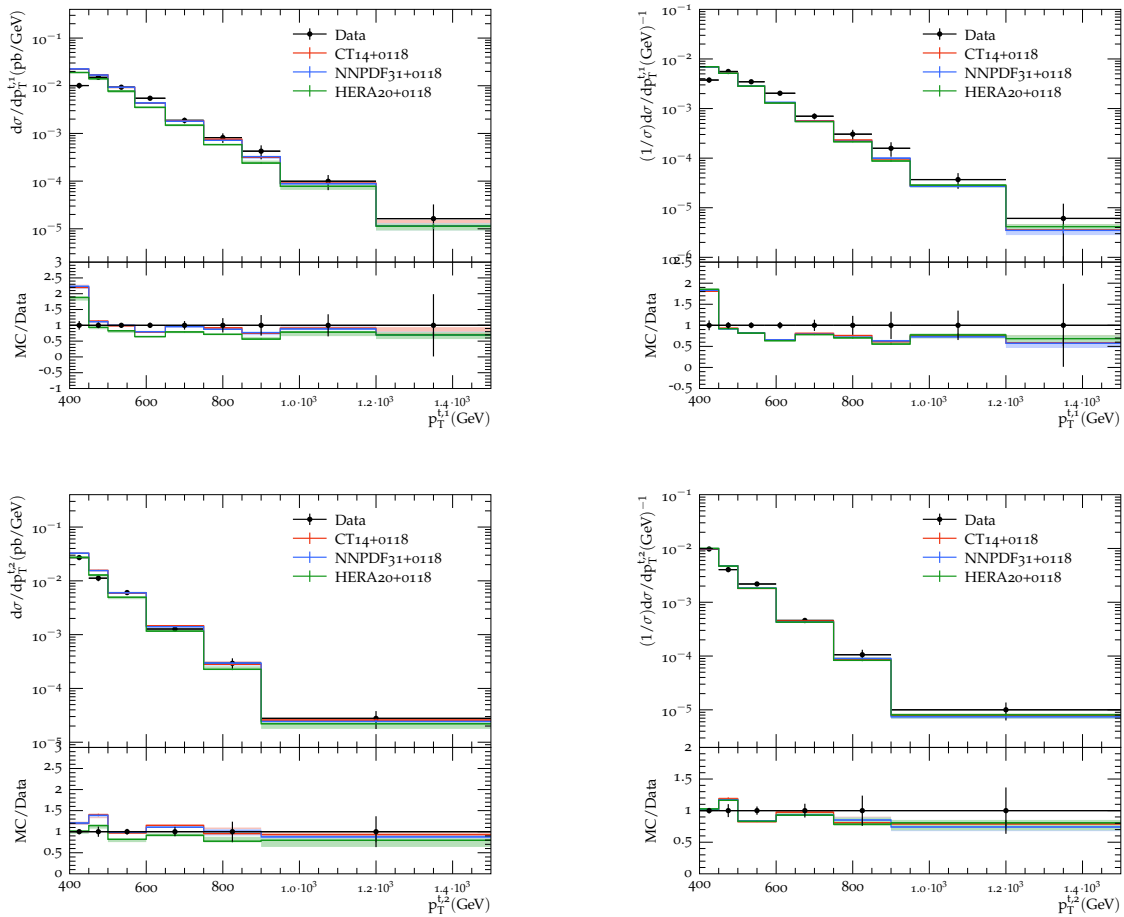 dσ/dp_T^{t,1}(pb/GeV)
10^{-1}
10^{-2}
10^{-3}
10^{-4}
10^{-5}
Data
CT14+0118
NNPDF31+0118
HERA20+0118
MC/Data
3
2.5
2
1.5
1
0.5
0
-0.5
-1
400 600 800 1.0·10^3 1.2·10^3 1.4·10^3
p_T^{t,1}(GeV)
(1/σ)dσ/dp_T^{t,1}(GeV)^{-1}
10^{-1}
10^{-2}
10^{-3}
10^{-4}
10^{-5}
10^{-6}
Data
CT14+0118
NNPDF31+0118
HERA20+0118
MC/Data
2.5
2
1.5
1
0.5
0
-0.5
400 600 800 1.0·10^3 1.2·10^3 1.4·10^3
p_T^{t,1}(GeV)
dσ/dp_T^{t,2}(pb/GeV)
10^{-1}
10^{-2}
10^{-3}
10^{-4}
10^{-5}
Data
CT14+0118
NNPDF31+0118
HERA20+0118
MC/Data
3
2.5
2
1.5
1
0.5
0
400 600 800 1.0·10^3 1.2·10^3 1.4·10^3
p_T^{t,2}(GeV)
(1/σ)dσ/dp_T^{t,2}(GeV)^{-1}
10^{-1}
10^{-2}
10^{-3}
10^{-4}
10^{-5}
Data
CT14+0118
NNPDF31+0118
HERA20+0118
MC/Data
2
1.5
1
0.5
0
400 600 800 1.0·10^3 1.2·10^3 1.4·10^3
p_T^{t,2}(GeV)